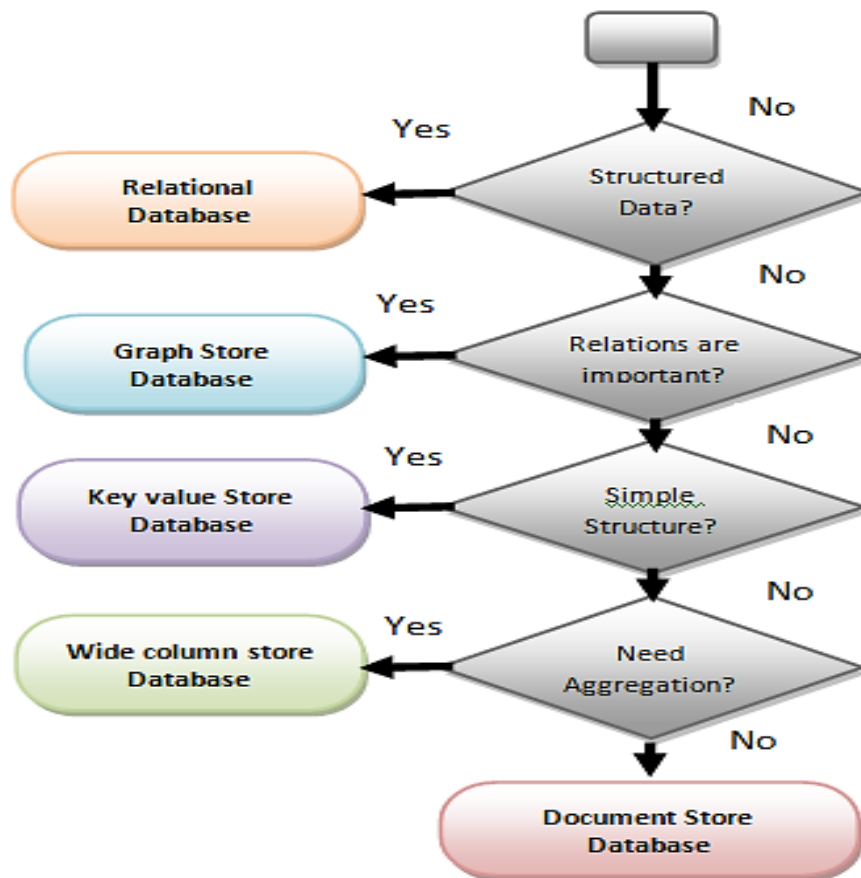 No
Yes
Structured
Data?
Relational
Database
No
Yes
Relations are
important?
Graph Store
Database
No
Yes
Simple
Structure?
Key value Store
Database
No
Yes
Need
Aggregation?
Wide column store
Database
No
Document Store
Database